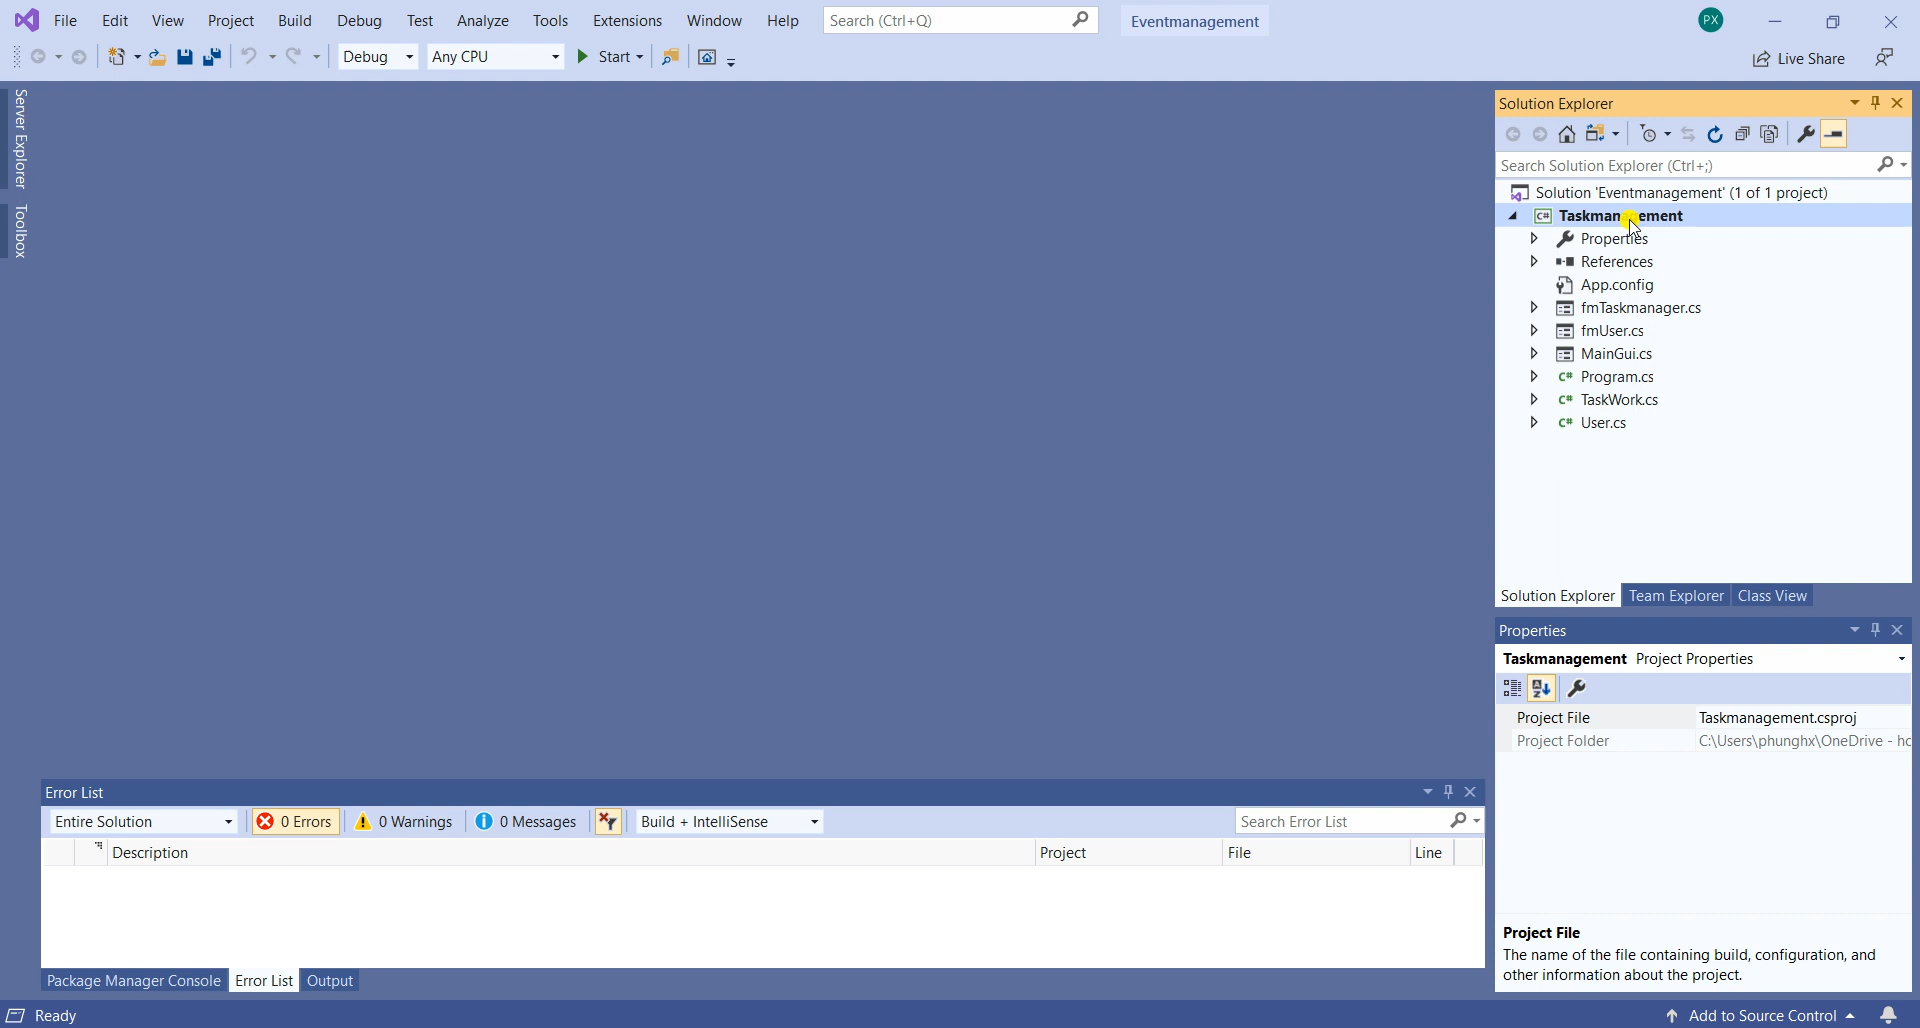 File Edit View Project Build Debug Test Analyze Tools Extensions Window Help Search (Ctrl+Q) Eventmanagement PX
Debug Any CPU Start Live Share
Server Explorer
Toolbox
Solution Explorer
Search Solution Explorer (Ctrl+;)
Solution 'Eventmanagement' (1 of 1 project)
C# Taskmanagement
Properties
References
App.config
fmTaskmanager.cs
fmUser.cs
MainGui.cs
C# Program.cs
C# TaskWork.cs
C# User.cs
Solution Explorer Team Explorer Class View
Properties
Taskmanagement Project Properties
Project File Taskmanagement.csproj
Project Folder C:\Users\phunghx\OneDrive - hc
Project File
The name of the file containing build, configuration, and
other information about the project.
Error List
Entire Solution 0 Errors 0 Warnings 0 Messages Build + IntelliSense Search Error List
Description Project File Line
Package Manager Console Error List Output
Ready Add to Source Control